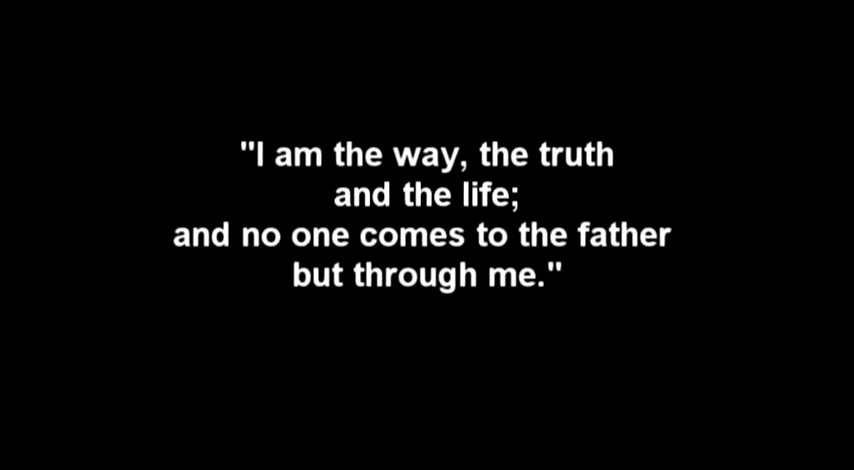 "I am the way, the truth
and the life;
and no one comes to the father
but through me."